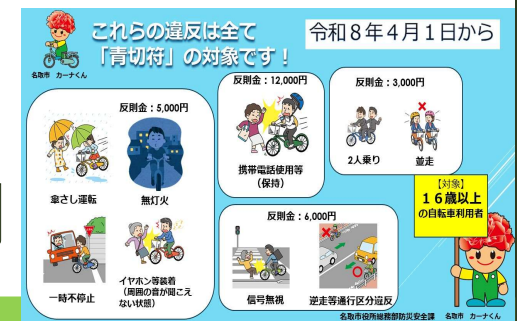 これらの違反は全て
「青切符」の対象です！
令和８年４月１日から
名取市　カーナくん
反則金：5,000円
傘さし運転
無灯火
一時不停止
イヤホン等装着
（周囲の音が聞こえ
ない状態）
反則金：12,000円
携帯電話使用等
（保持）
反則金：3,000円
2人乗り
並走
反則金：6,000円
信号無視
逆走等通行区分違反
【対象】
１６歳以上
の自転車利用者
名取市役所総務部防災安全課
名取市　カーナくん